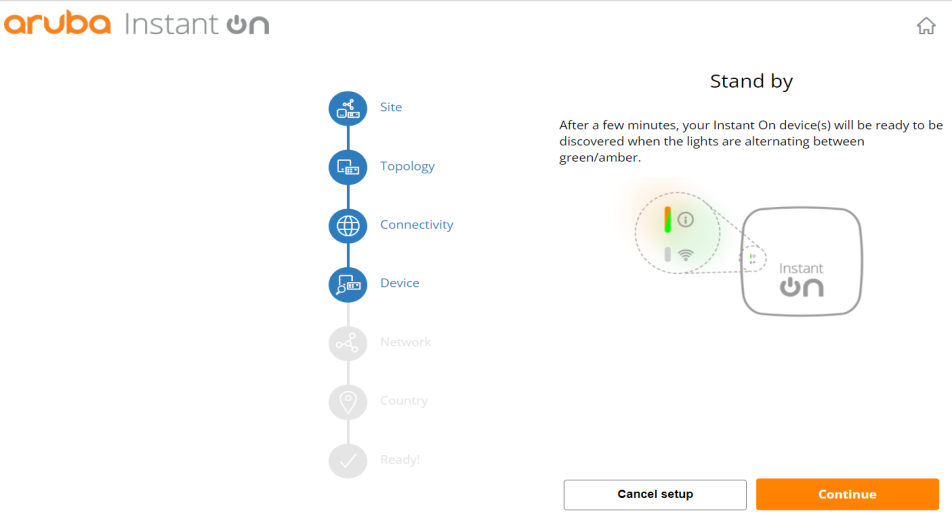 aruba Instant on
Stand by
After a few minutes, your Instant On device(s) will be ready to be
discovered when the lights are alternating between
green/amber.
Site
Topology
Connectivity
Device
Network
Country
Ready!
Instant
on
Cancel setup
Continue